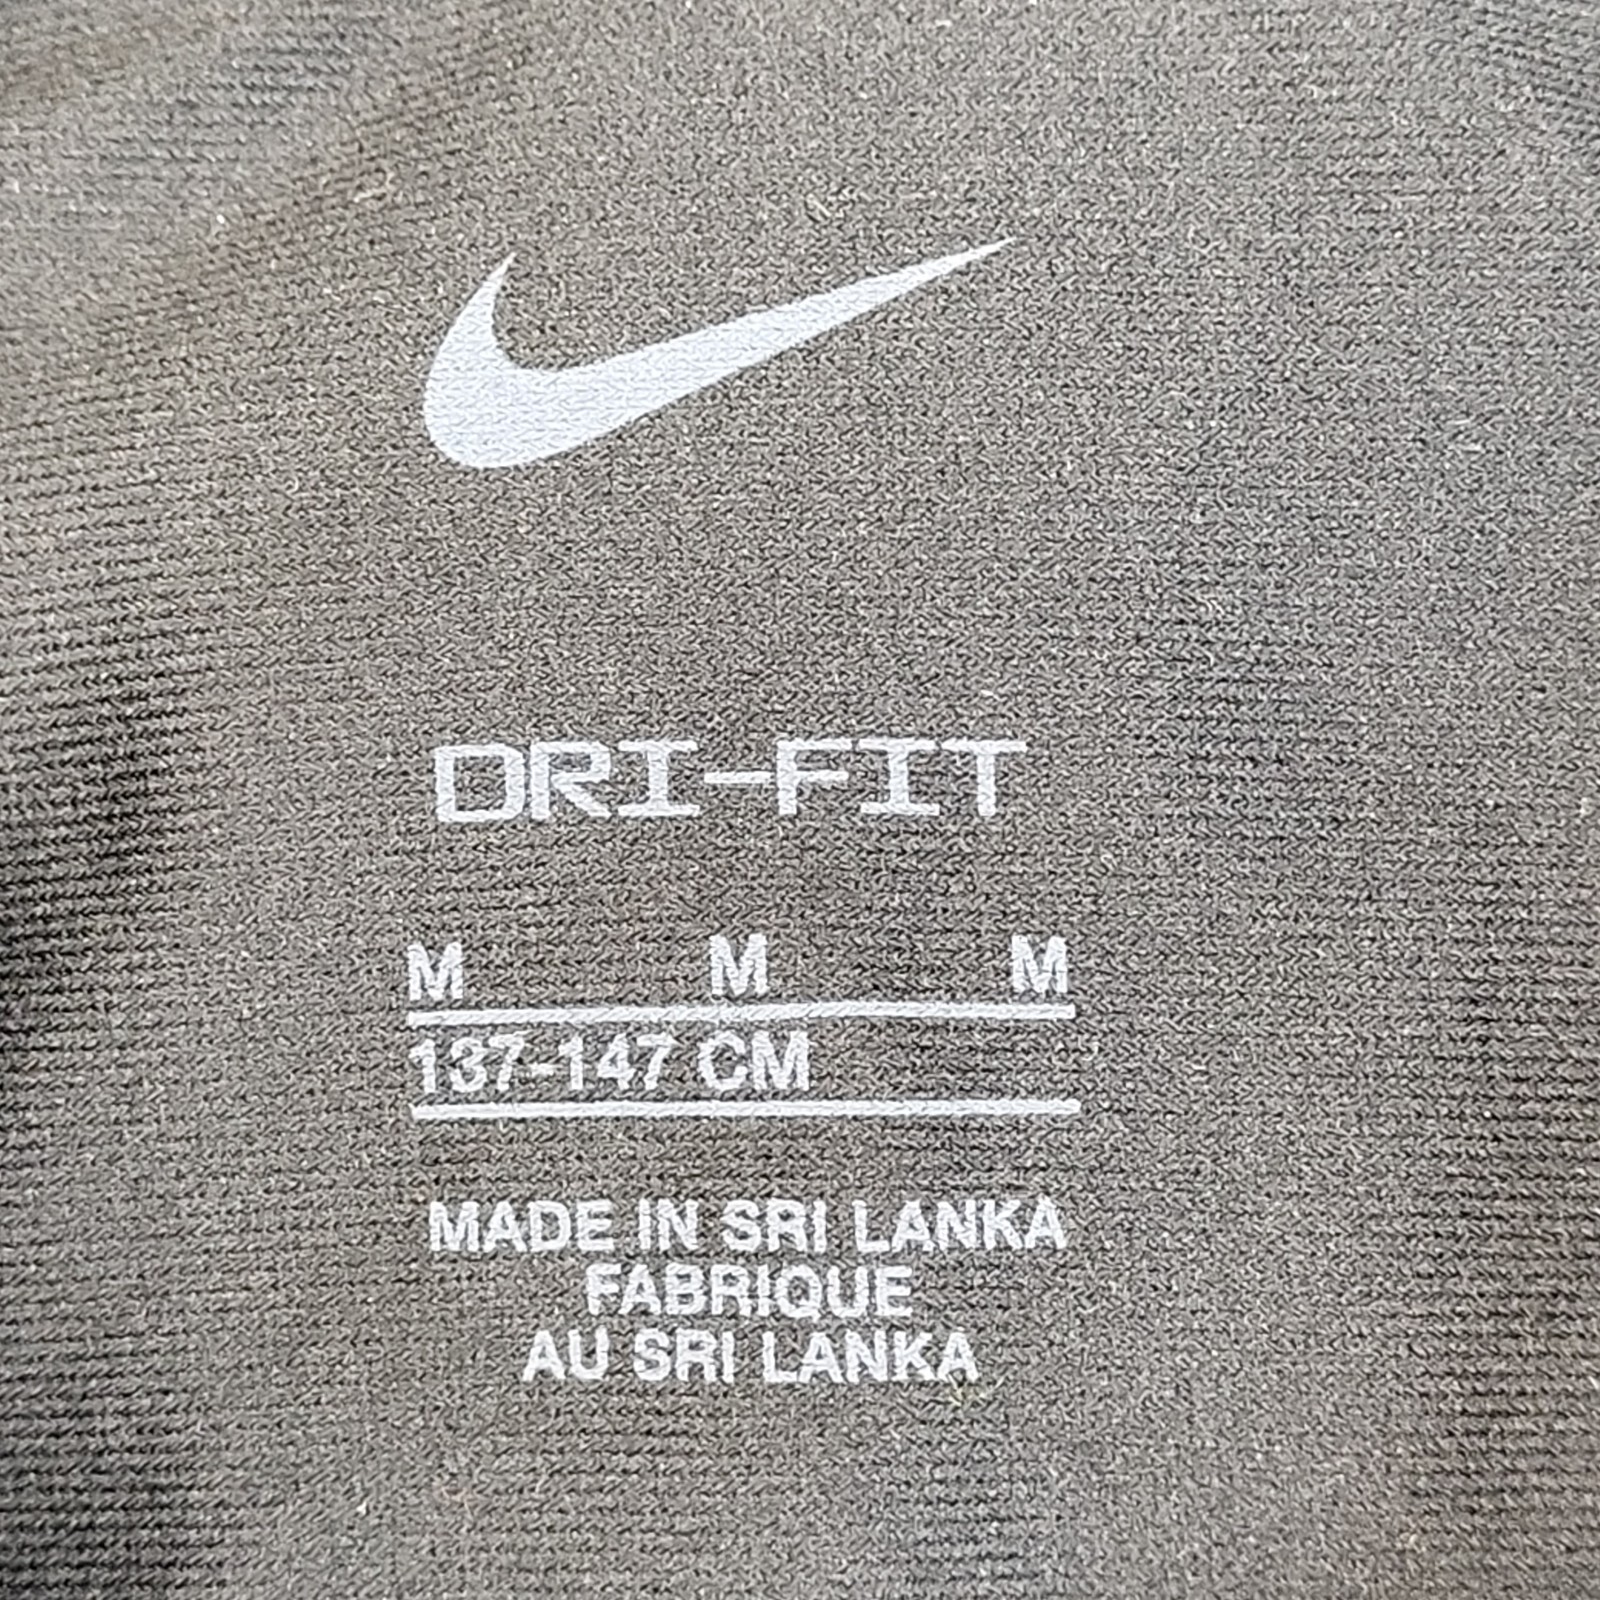 DRI-FIT
M M M
137-147 CM
MADE IN SRI LANKA
FABRIQUE
AU SRI LANKA